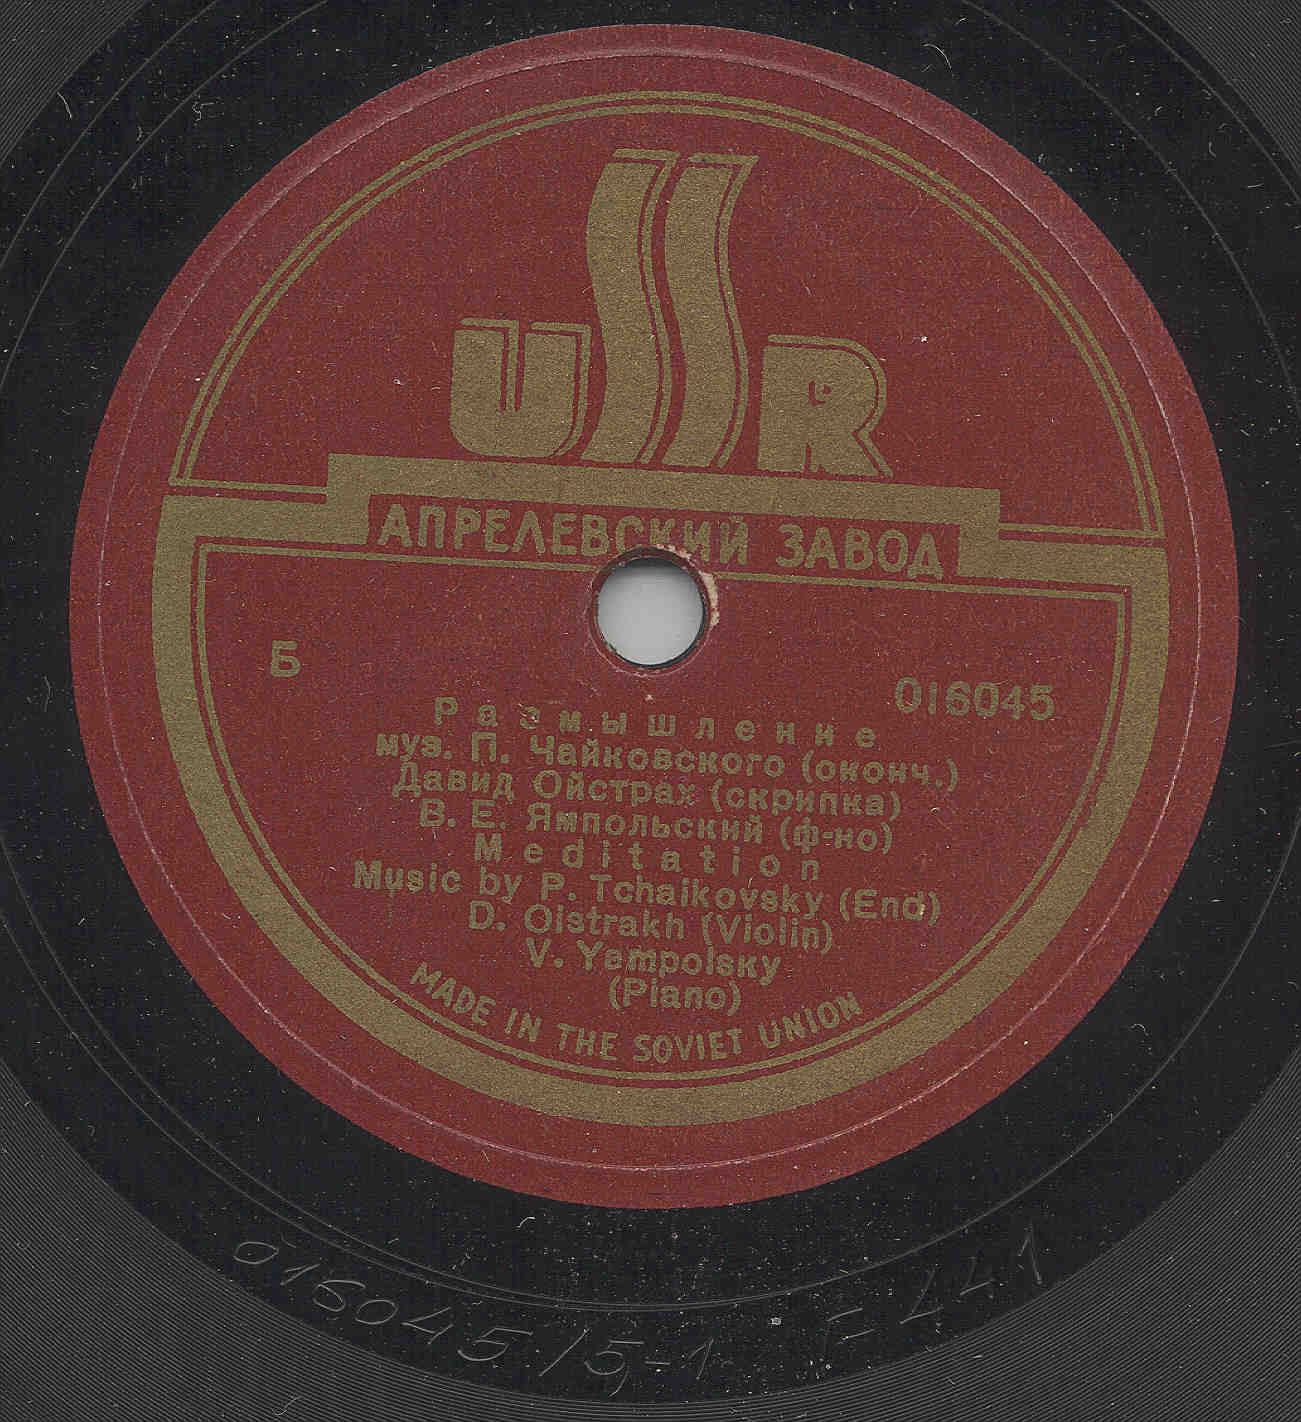 USSR
АПРЕЛЕВСКИЙ ЗАВОД
Б
016045
Размышление
муз. П. Чайковского (оконч.)
Давид Ойстрах (скрипка)
В. Е. Ямпольский (ф-но)
Meditation
Music by P. Tchaikovsky (End)
D. Oistrakh (Violin)
V. Yempolsky
(Piano)
MADE IN THE SOVIET UNION
016045/5-1